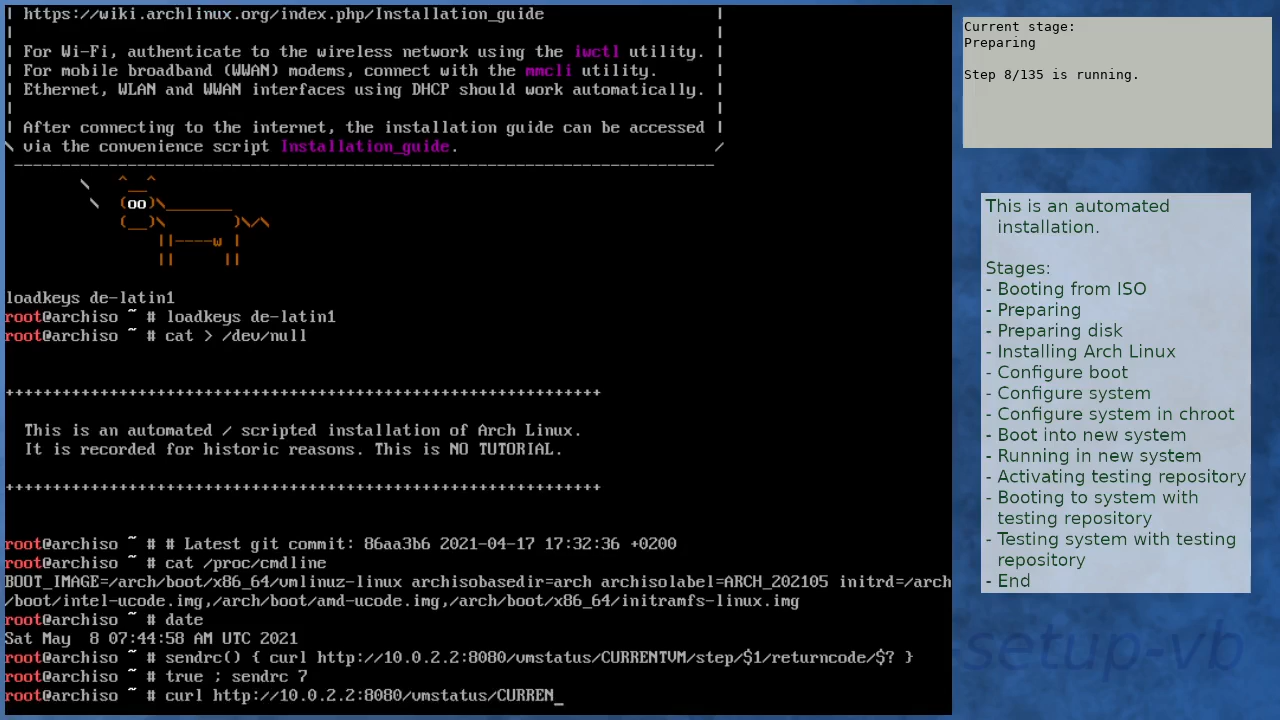 | https://wiki.archlinux.org/index.php/Installation_guide |
| |
| For Wi-Fi, authenticate to the wireless network using the iwctl utility. |
| For mobile broadband (WWAN) modems, connect with the mmcli utility. |
| Ethernet, WLAN and WWAN interfaces using DHCP should work automatically. |
| |
| After connecting to the internet, the installation guide can be accessed |
\ via the convenience script Installation_guide. /
--------------------------------------------------------------------------
\ ^__^
\ (oo)\_______
(__)\ )\/\
||----w |
|| ||
loadkeys de-latin1
root@archiso ~ # loadkeys de-latin1
root@archiso ~ # cat > /dev/null
+++++++++++++++++++++++++++++++++++++++++++++++++++++++++++++++
This is an automated / scripted installation of Arch Linux.
It is recorded for historic reasons. This is NO TUTORIAL.
+++++++++++++++++++++++++++++++++++++++++++++++++++++++++++++++
root@archiso ~ # # Latest git commit: 86aa3b6 2021-04-17 17:32:36 +0200
root@archiso ~ # cat /proc/cmdline
BOOT_IMAGE=/arch/boot/x86_64/vmlinuz-linux archisobasedir=arch archisolabel=ARCH_202105 initrd=/arch
/boot/intel-ucode.img,/arch/boot/amd-ucode.img,/arch/boot/x86_64/initramfs-linux.img
root@archiso ~ # date
Sat May  8 07:44:58 AM UTC 2021
root@archiso ~ # sendrc() { curl http://10.0.2.2:8080/vmstatus/CURRENTVM/step/$1/returncode/$? }
root@archiso ~ # true ; sendrc 7
root@archiso ~ # curl http://10.0.2.2:8080/vmstatus/CURREN_
Current stage:
Preparing
Step 8/135 is running.
This is an automated
installation.
Stages:
- Booting from ISO
- Preparing
- Preparing disk
- Installing Arch Linux
- Configure boot
- Configure system
- Configure system in chroot
- Boot into new system
- Running in new system
- Activating testing repository
- Booting to system with
testing repository
- Testing system with testing
repository
- End
-setup-vb